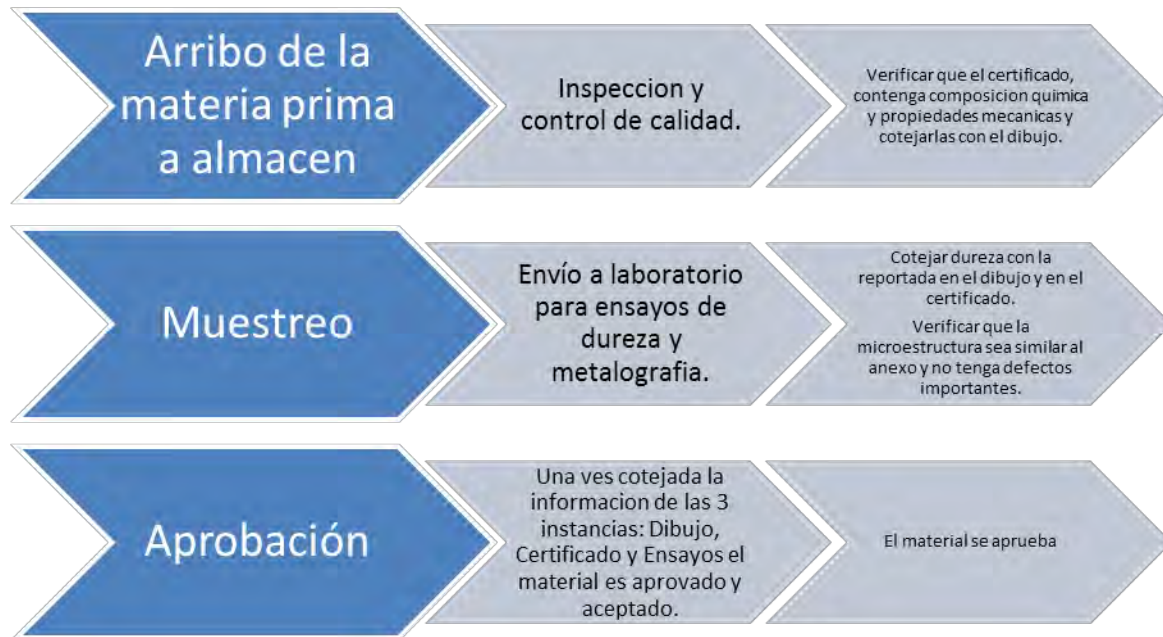 Arribo de la
materia prima
a almacen
Inspeccion y
control de calidad.
Verificar que el certificado,
contenga composicion quimica
y propiedades mecanicas y
cotejarlas con el dibujo.
Muestreo
Envío a laboratorio
para ensayos de
dureza y
metalografia.
Cotejar dureza con la
reportada en el dibujo y en el
certificado.
Verificar que la
microestructura sea similar al
anexo y no tenga defectos
importantes.
Aprobación
Una ves cotejada la
informacion de las 3
instancias: Dibujo,
Certificado y Ensayos el
material es aprovado y
aceptado.
El material se aprueba